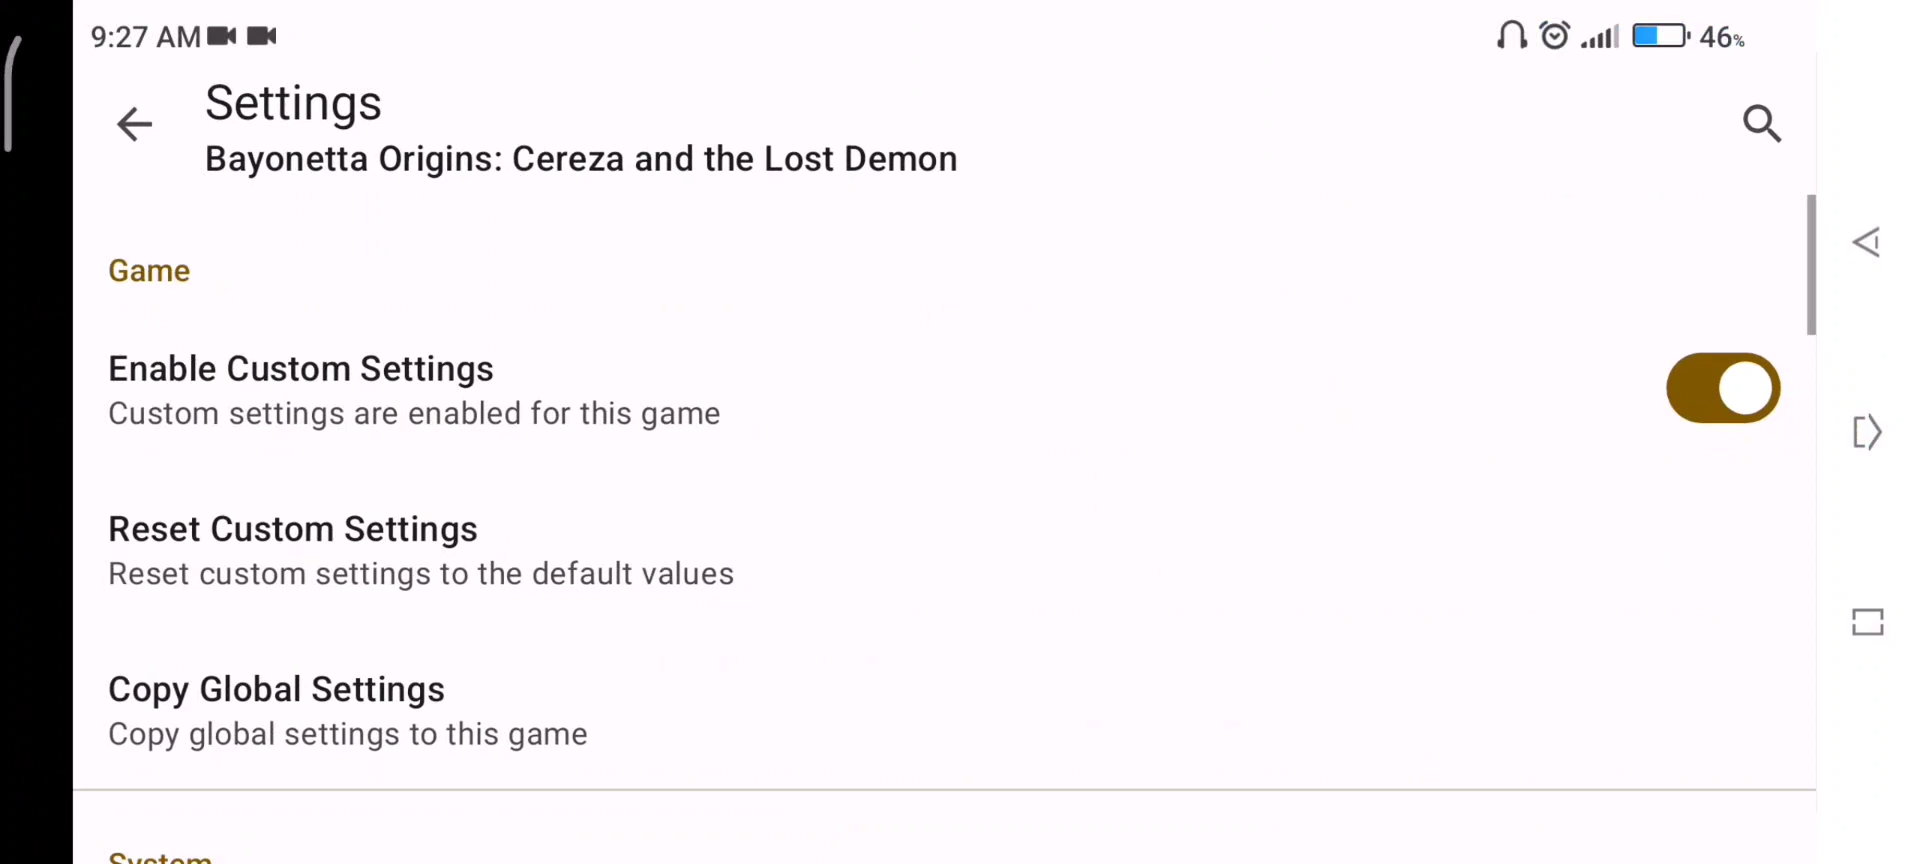 9:27 AM
46%
Settings
Bayonetta Origins: Cereza and the Lost Demon
Game
Enable Custom Settings
Custom settings are enabled for this game
Reset Custom Settings
Reset custom settings to the default values
Copy Global Settings
Copy global settings to this game
System